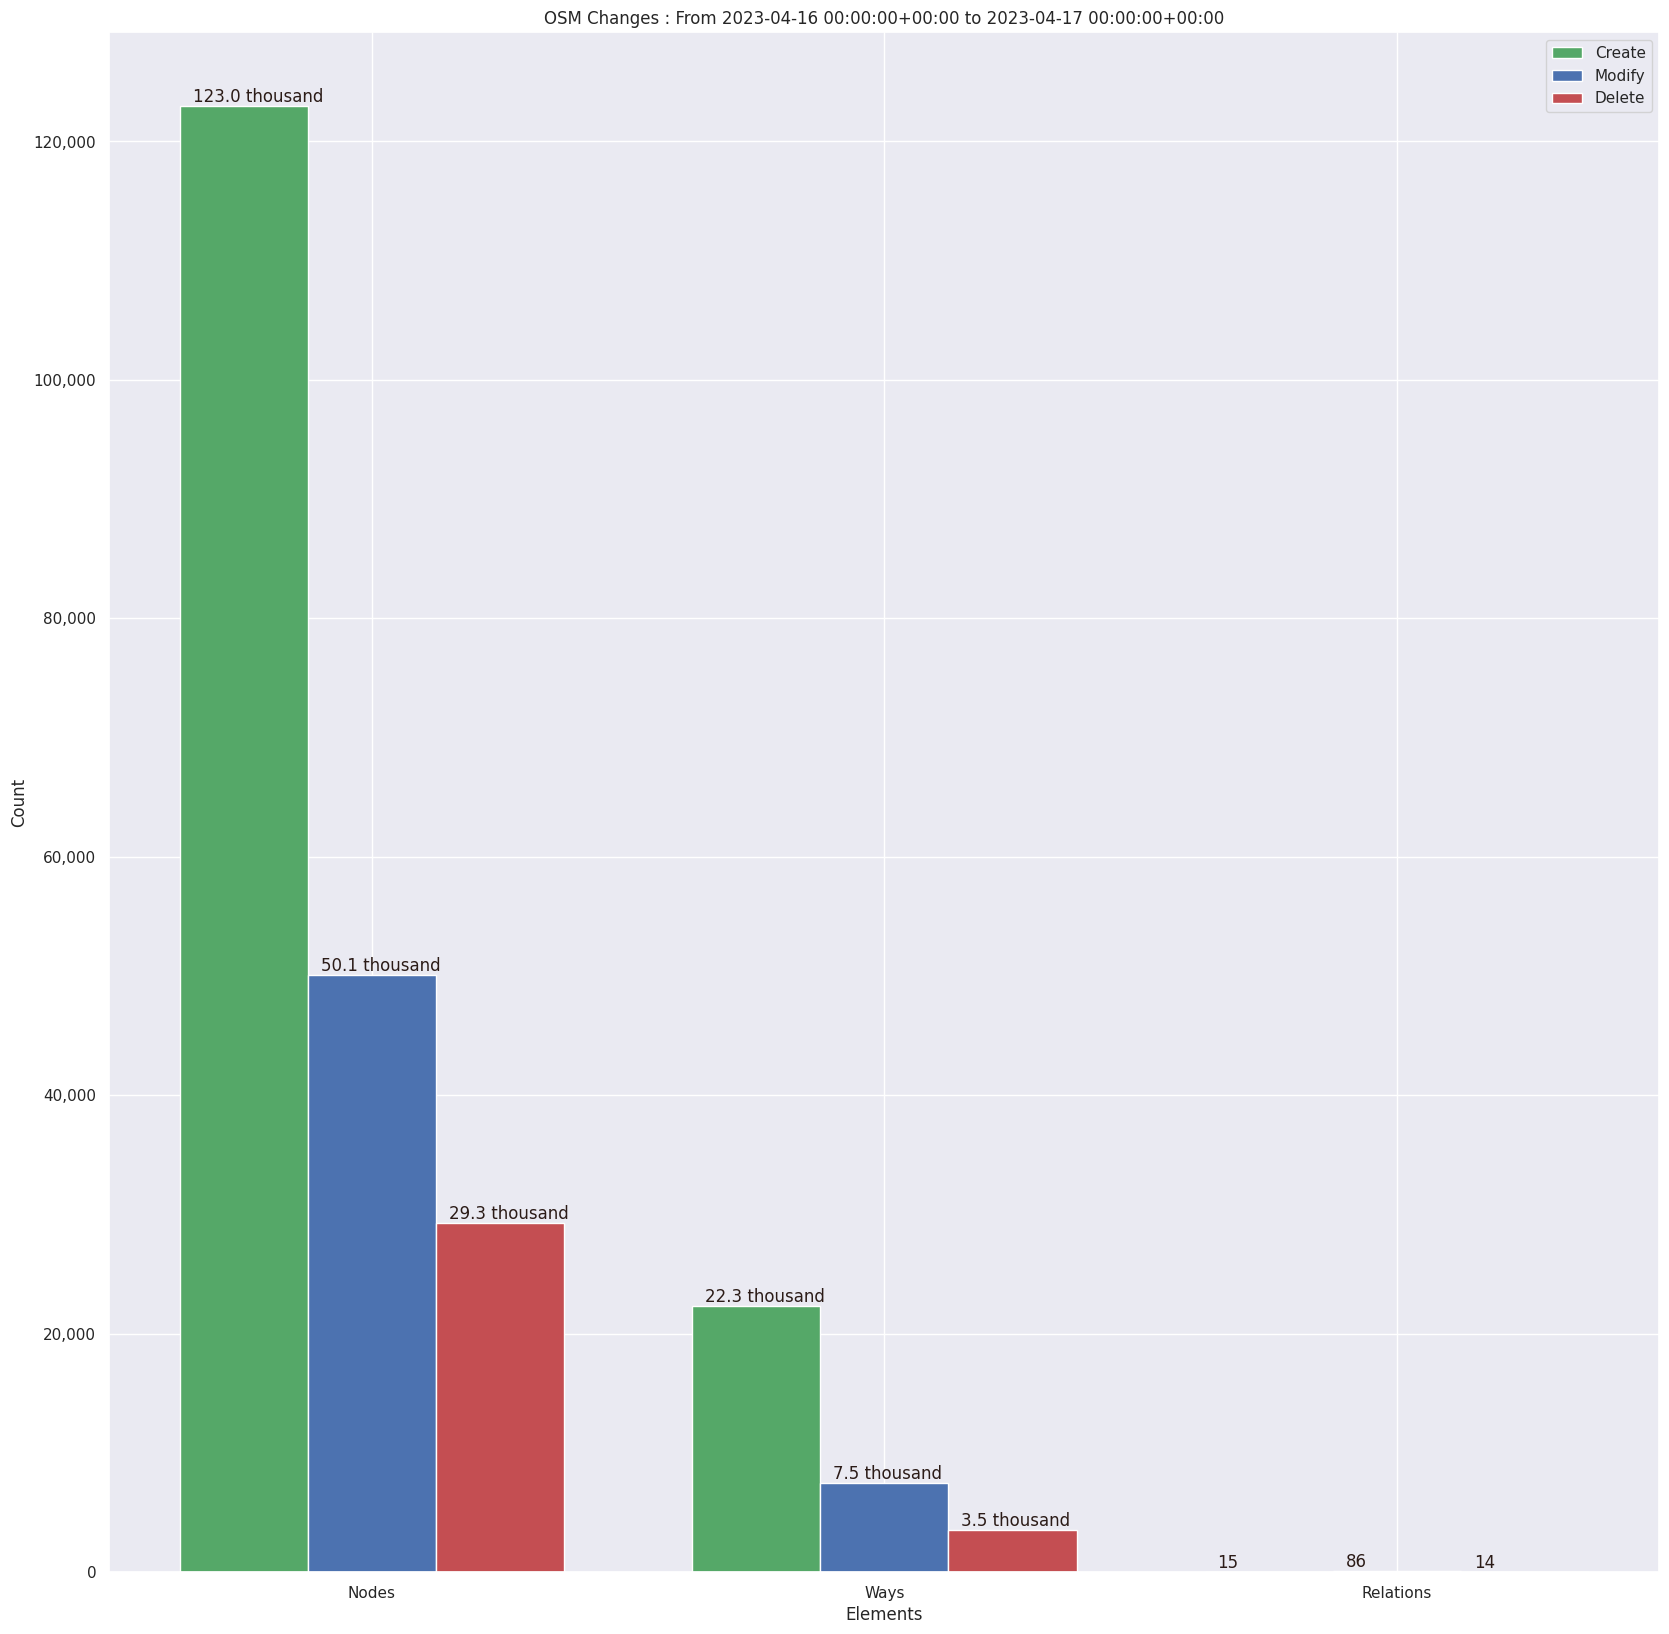 OSM Changes : From 2023-04-16 00:00:00+00:00 to 2023-04-17 00:00:00+00:00
Create
Modify
Delete
123.0 thousand
120,000
100,000
80,000
Count
60,000
50.1 thousand
40,000
29.3 thousand
22.3 thousand
20,000
7.5 thousand
3.5 thousand
15
86
14
0
Nodes
Ways
Relations
Elements